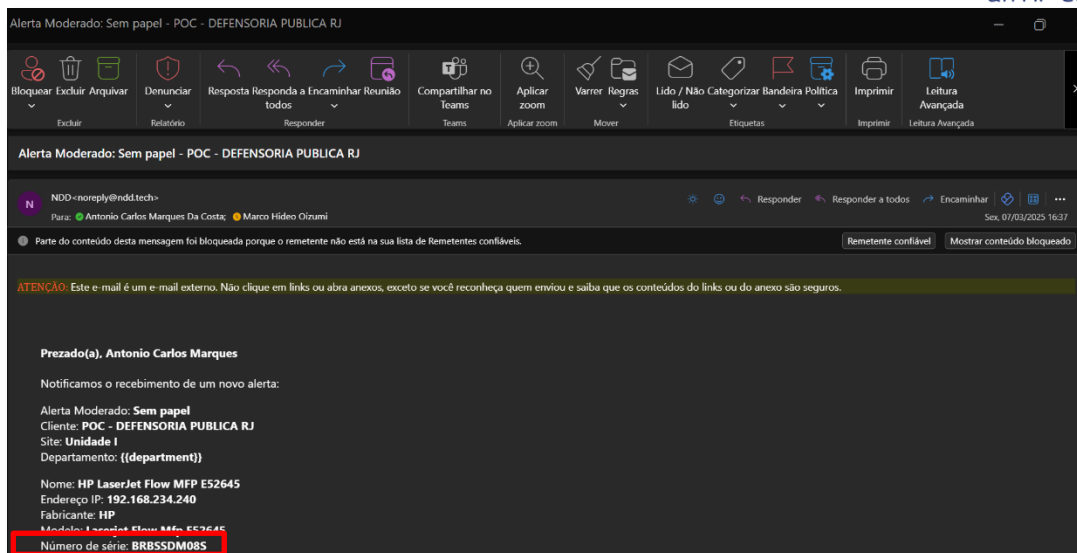 Alerta Moderado: Sem papel - POC - DEFENSORIA PUBLICA RJ
Bloquear Excluir Arquivar Denunciar Resposta Responda a todos Encaminhar Reunião Compartilhar no Teams Aplicar zoom Varrer Regras Lido / Não lido Categorizar Bandeira Política Imprimir Leitura Avançada
Excluir Relatório Responder Teams Aplicar zoom Mover Etiquetas Imprimir Leitura Avançada
Alerta Moderado: Sem papel - POC - DEFENSORIA PUBLICA RJ
N NDD<noreply@ndd.tech> Responder Responder a todos Encaminhar
Para: Antonio Carlos Marques Da Costa; Marco Hideo Oizumi Sex, 07/03/2025 16:37
Parte do conteúdo desta mensagem foi bloqueada porque o remetente não está na sua lista de Remetentes confiáveis. Remetente confiável Mostrar conteúdo bloqueado
ATENÇÃO: Este e-mail é um e-mail externo. Não clique em links ou abra anexos, exceto se você reconheça quem enviou e saiba que os conteúdos do links ou do anexo são seguros.
Prezado(a), Antonio Carlos Marques
Notificamos o recebimento de um novo alerta:
Alerta Moderado: Sem papel
Cliente: POC - DEFENSORIA PUBLICA RJ
Site: Unidade I
Departamento: {{department}}
Nome: HP LaserJet Flow MFP E52645
Endereço IP: 192.168.234.240
Fabricante: HP
Modelo: Laserjet Flow Mfp E52645
Número de série: BRBSSDM08S